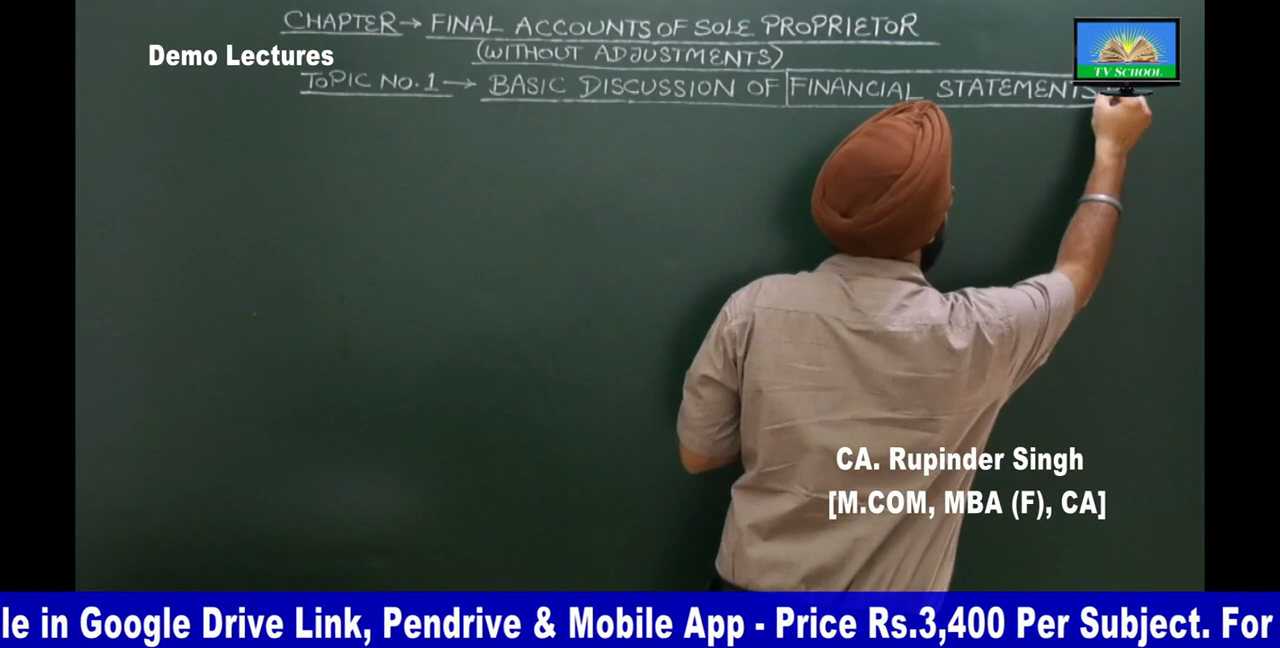 CHAPTER → FINAL ACCOUNTS OF SOLE PROPRIETOR
(WITHOUT ADJUSTMENTS)
Demo Lectures
TOPIC NO. 1 → BASIC DISCUSSION OF FINANCIAL STATEMENTS
TV SCHOOL
CA. Rupinder Singh
[M.COM, MBA (F), CA]
le in Google Drive Link, Pendrive & Mobile App - Price Rs.3,400 Per Subject. For